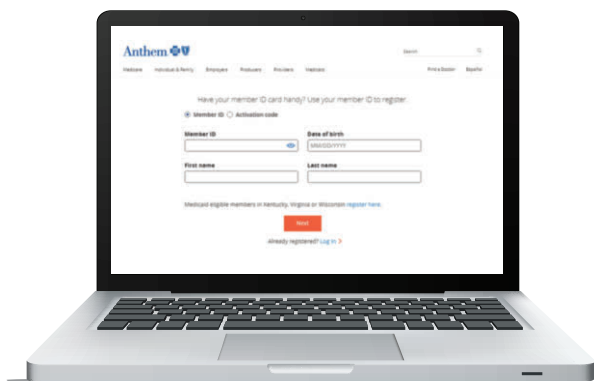 Anthem
Search
Medicare Individual & Family Employers Producers Providers Medicaid Find a Doctor Español
Have your member ID card handy? Use your member ID to register.
Member ID Activation code
Member ID Date of birth
MM/DD/YYYY
First name Last name
Medicaid eligible members in Kentucky, Virginia or Wisconsin register here.
Next
Already registered? Log in >